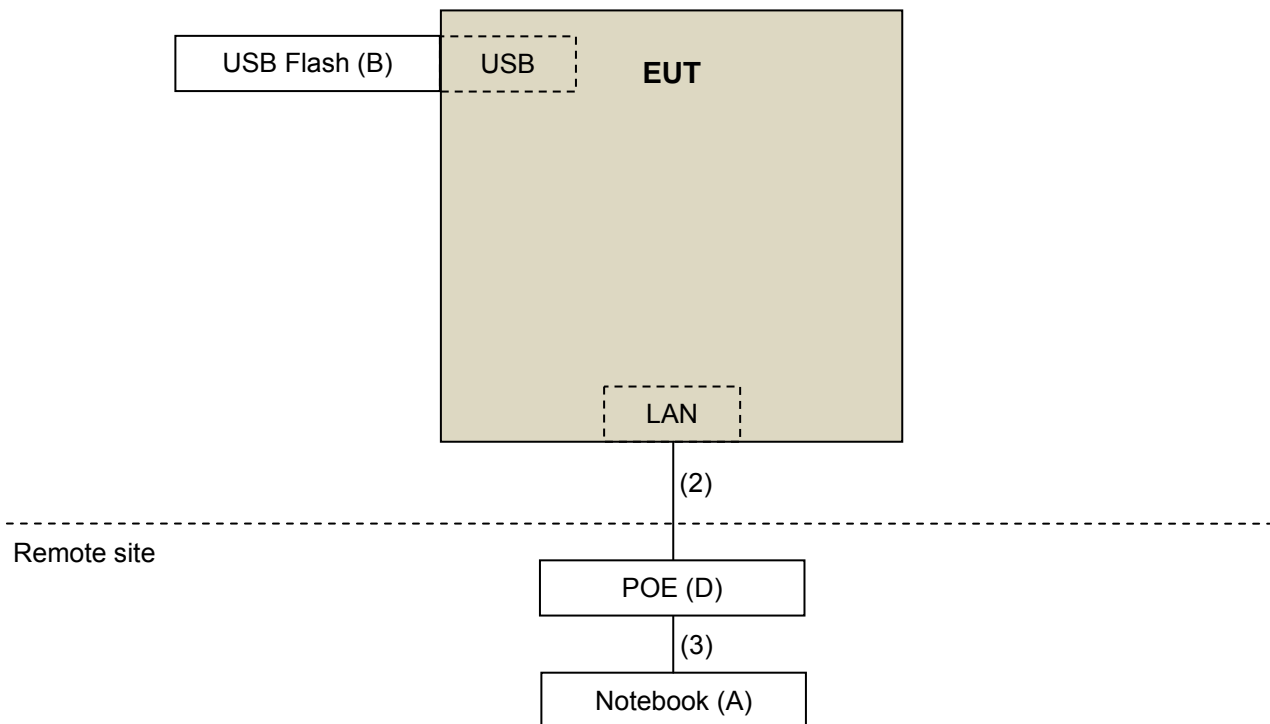 USB Flash (B)
USB
EUT
LAN
(2)
Remote site
POE (D)
(3)
Notebook (A)